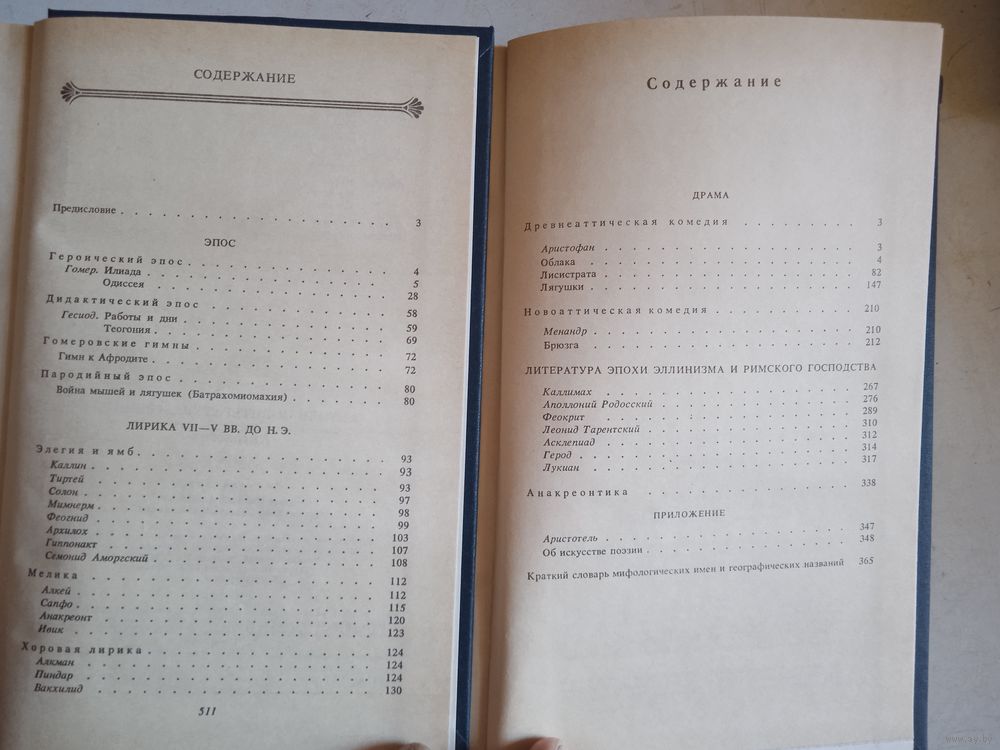 СОДЕРЖАНИЕ
Предисловие . . . . . . . . . . . . . . . . . . . . 3
ЭПОС
Героический эпос . . . . . . . . . . . . . . . . 4
Гомер. Илиада . . . . . . . . . . . . . . . . . . 5
Одиссея . . . . . . . . . . . . . . . . . . 28
Дидактический эпос . . . . . . . . . . . . . . 58
Гесиод. Работы и дни . . . . . . . . . . . . . . 59
Теогония . . . . . . . . . . . . . . . . . 69
Гомеровские гимны . . . . . . . . . . . . . . 72
Гимн к Афродите . . . . . . . . . . . . . . . . 72
Пародийный эпос . . . . . . . . . . . . . . . 80
Война мышей и лягушек (Батрахомиомахия) . . . . . . . 80
ЛИРИКА VII—V ВВ. ДО Н. Э.
Элегия и ямб . . . . . . . . . . . . . . . . . . 93
Каллин . . . . . . . . . . . . . . . . . . . . 93
Тиртей . . . . . . . . . . . . . . . . . . . . 93
Солон . . . . . . . . . . . . . . . . . . . . 97
Мимнерм . . . . . . . . . . . . . . . . . . . 98
Феогнид . . . . . . . . . . . . . . . . . . . 99
Архилох . . . . . . . . . . . . . . . . . . . 103
Гиппонакт . . . . . . . . . . . . . . . . . . 107
Семонид Аморгский . . . . . . . . . . . . . . . 108
Мелика . . . . . . . . . . . . . . . . . . . . 112
Алкей . . . . . . . . . . . . . . . . . . . . 112
Сапфо . . . . . . . . . . . . . . . . . . . . 115
Анакреонт . . . . . . . . . . . . . . . . . . 120
Ивик . . . . . . . . . . . . . . . . . . . . 123
Хоровая лирика . . . . . . . . . . . . . . . . 124
Алкман . . . . . . . . . . . . . . . . . . . . 124
Пиндар . . . . . . . . . . . . . . . . . . . . 124
Вакхилид . . . . . . . . . . . . . . . . . . . 130
511
Содержание
ДРАМА
Древнеаттическая комедия . . . . . . . . . 3
Аристофан . . . . . . . . . . . . . . . . . . 3
Облака . . . . . . . . . . . . . . . . . . . 4
Лисистрата . . . . . . . . . . . . . . . . . 82
Лягушки . . . . . . . . . . . . . . . . . . . 147
Новоаттическая комедия . . . . . . . . . . 210
Менандр . . . . . . . . . . . . . . . . . . . 210
Брюзга . . . . . . . . . . . . . . . . . . . 212
ЛИТЕРАТУРА ЭПОХИ ЭЛЛИНИЗМА И РИМСКОГО ГОСПОДСТВА
Каллимах . . . . . . . . . . . . . . . . . . 267
Аполлоний Родосский . . . . . . . . . . . . . 276
Феокрит . . . . . . . . . . . . . . . . . . . 289
Леонид Тарентский . . . . . . . . . . . . . . 310
Асклепиад . . . . . . . . . . . . . . . . . . 312
Герод . . . . . . . . . . . . . . . . . . . . 314
Лукиан . . . . . . . . . . . . . . . . . . . 317
Анакреонтика . . . . . . . . . . . . . . . 338
ПРИЛОЖЕНИЕ
Аристотель . . . . . . . . . . . . . . . . . 347
Об искусстве поэзии . . . . . . . . . . . . . 348
Краткий словарь мифологических имен и географических названий 365